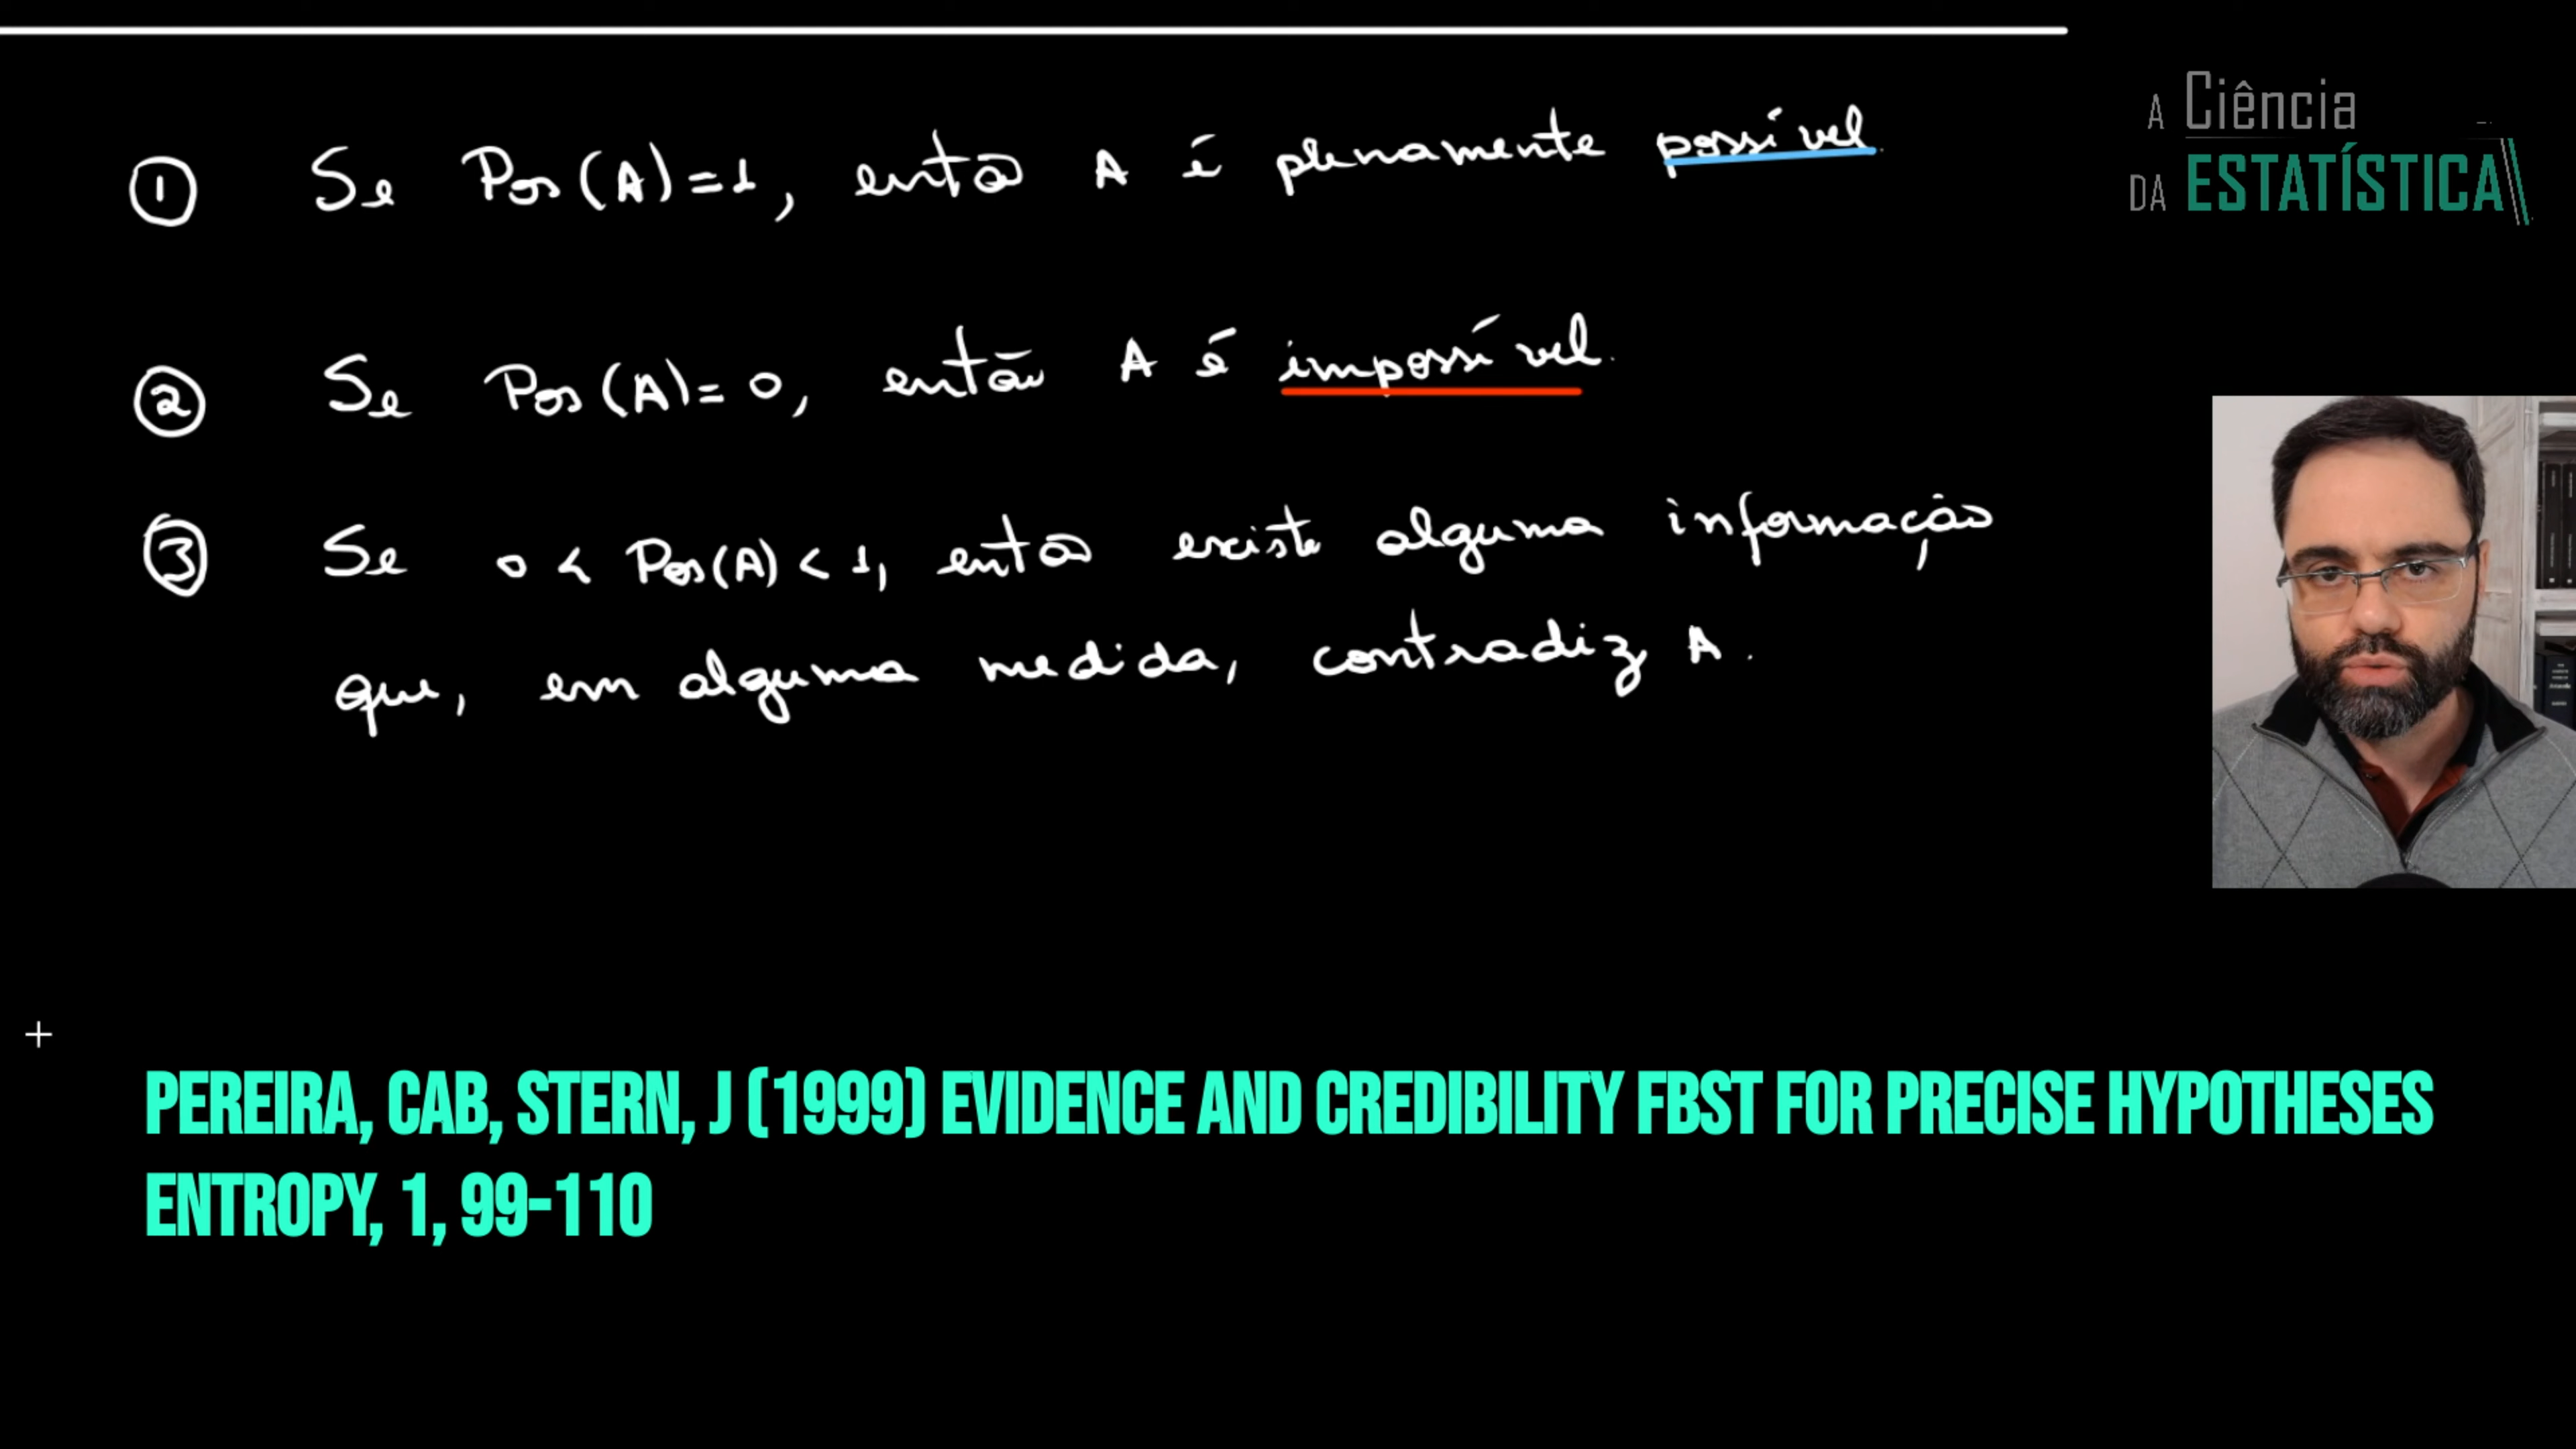 ① Se Pos(A)=1, então A é plenamente possível.
② Se Pos(A)=0, então A é impossível.
③ Se 0 < Pos(A) < 1, então existe alguma informação
que, em alguma medida, contradiz A.
A Ciência
DA ESTATÍSTICA
PEREIRA, CAB, STERN, J (1999) EVIDENCE AND CREDIBILITY FBST FOR PRECISE HYPOTHESES
ENTROPY, 1, 99-110